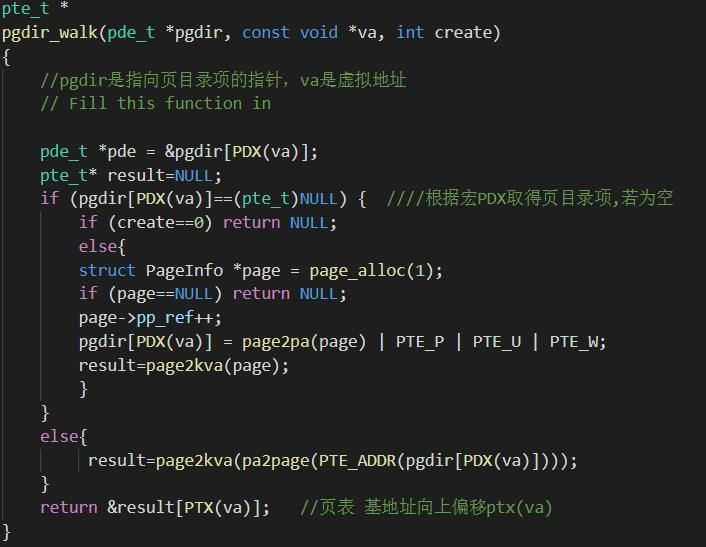 pte_t *
pgdir_walk(pde_t *pgdir, const void *va, int create)
{
//pgdir是指向页目录项的指针，va是虚拟地址
// Fill this function in
pde_t *pde = &pgdir[PDX(va)];
pte_t* result=NULL;
if (pgdir[PDX(va)]==(pte_t)NULL) {  ////根据宏PDX取得页目录项,若为空
if (create==0) return NULL;
else{
struct PageInfo *page = page_alloc(1);
if (page==NULL) return NULL;
page->pp_ref++;
pgdir[PDX(va)] = page2pa(page) | PTE_P | PTE_U | PTE_W;
result=page2kva(page);
}
}
else{
result=page2kva(pa2page(PTE_ADDR(pgdir[PDX(va)])));
}
return &result[PTX(va)];   //页表 基地址向上偏移ptx(va)
}